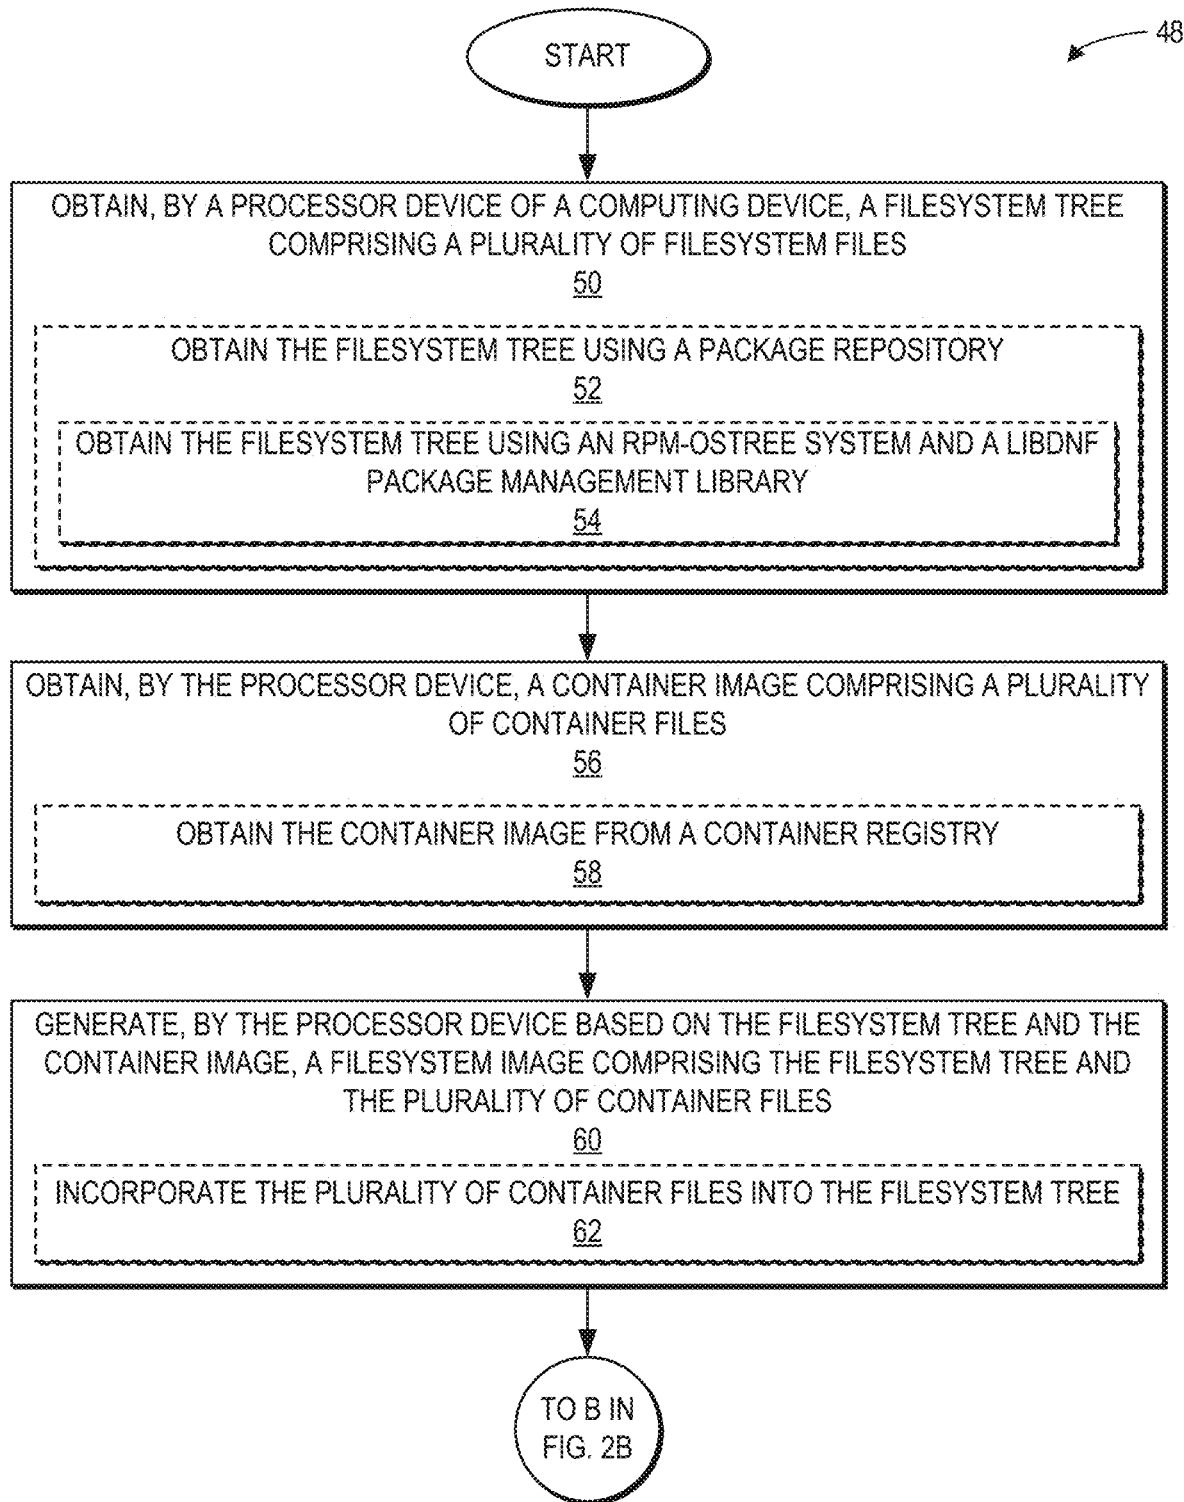 START
48
OBTAIN, BY A PROCESSOR DEVICE OF A COMPUTING DEVICE, A FILESYSTEM TREE
COMPRISING A PLURALITY OF FILESYSTEM FILES
50
OBTAIN THE FILESYSTEM TREE USING A PACKAGE REPOSITORY
52
OBTAIN THE FILESYSTEM TREE USING AN RPM-OSTREE SYSTEM AND A LIBDNF
PACKAGE MANAGEMENT LIBRARY
54
OBTAIN, BY THE PROCESSOR DEVICE, A CONTAINER IMAGE COMPRISING A PLURALITY
OF CONTAINER FILES
56
OBTAIN THE CONTAINER IMAGE FROM A CONTAINER REGISTRY
58
GENERATE, BY THE PROCESSOR DEVICE BASED ON THE FILESYSTEM TREE AND THE
CONTAINER IMAGE, A FILESYSTEM IMAGE COMPRISING THE FILESYSTEM TREE AND
THE PLURALITY OF CONTAINER FILES
60
INCORPORATE THE PLURALITY OF CONTAINER FILES INTO THE FILESYSTEM TREE
62
TO B IN
FIG. 2B